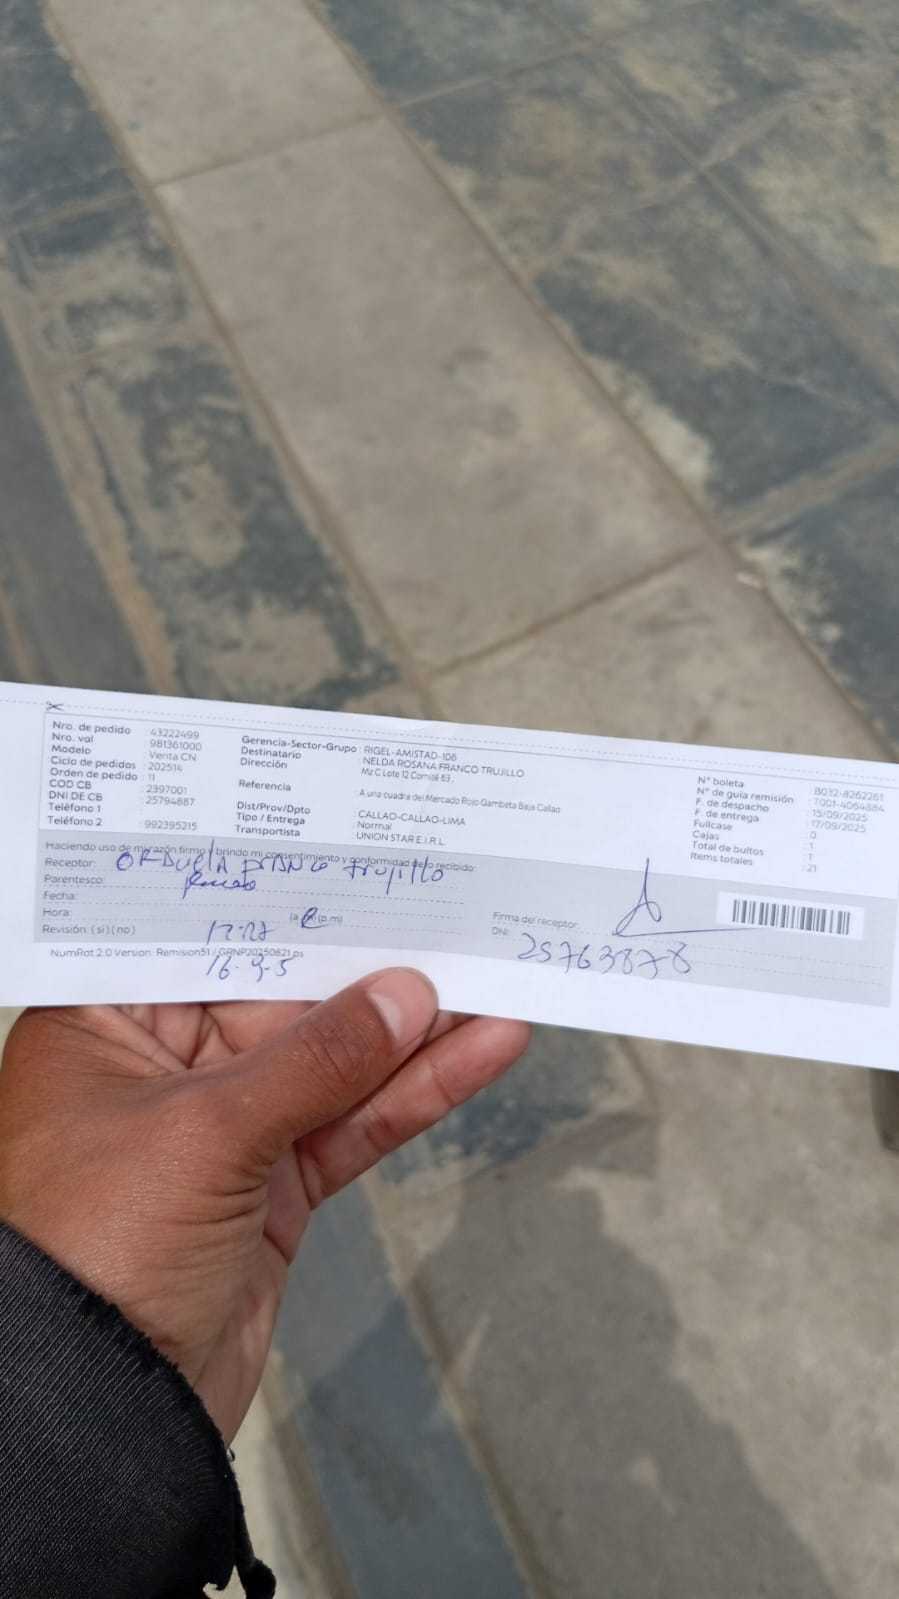 Nro. de pedido : 43222499
Nro. val : 981361000
Modelo : Venta CN
Ciclo de pedidos : 202514
Orden de pedido : 11
COD CB : 2397001
DNI DE CB : 25794887
Teléfono 1
Teléfono 2 : 992395215
Gerencia-Sector-Grupo : RIGEL-AMISTAD-106
Destinatario : NELDA ROSANA FRANCO TRUJILLO
Dirección : Mz C Lote 12 Comité 63
Referencia : A una cuadra del Mercado Rojo Gambeta Baja Callao
Dist/Prov/Dpto : CALLAO-CALLAO-LIMA
Tipo / Entrega : Normal
Transportista : UNION STAR E.I.R.L.
N° boleta : B032-8262261
N° de guía remisión : T001-4064884
F. de despacho : 15/09/2025
F. de entrega : 17/09/2025
Fullcase : 0
Cajas : 1
Total de bultos : 1
Items totales : 21
Haciendo uso de mi razón firmo y brindo mi consentimiento y conformidad de lo recibido:
Receptor: Trujillo
Parentesco:
Fecha:
Hora: (a.m) (p.m)
Revisión: (si) (no)
Firma del receptor:
DNI: 25763878
NumRot 2.0 Version: Remision51 / GRNP20250821.ps
16-9-5